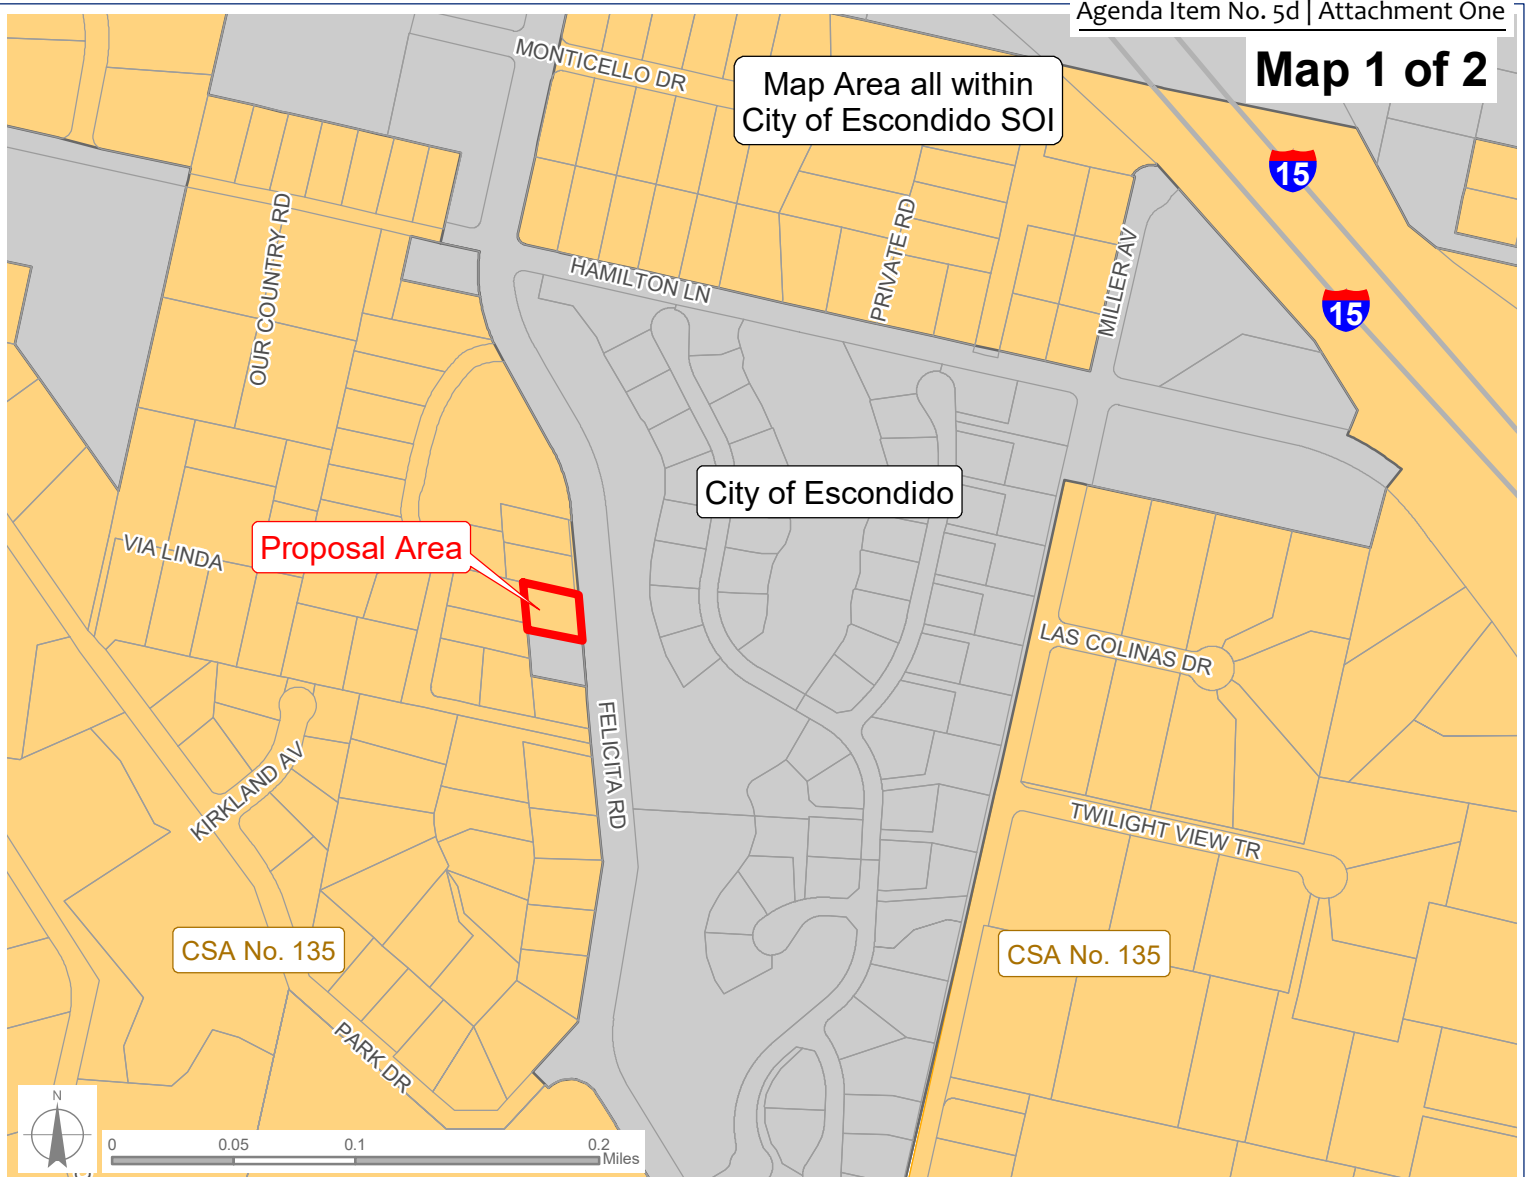 Agenda Item No. 5d | Attachment One
Map 1 of 2
MONTICELLO DR
Map Area all within
City of Escondido SOI
15
OUR COUNTRY RD
PRIVATE RD
MILLER AV
HAMILTON LN
15
City of Escondido
VIA LINDA
Proposal Area
LAS COLINAS DR
FELICITA RD
KIRKLAND AV
TWILIGHT VIEW TR
CSA No. 135
CSA No. 135
PARK DR
N
0 0.05 0.1 0.2
Miles